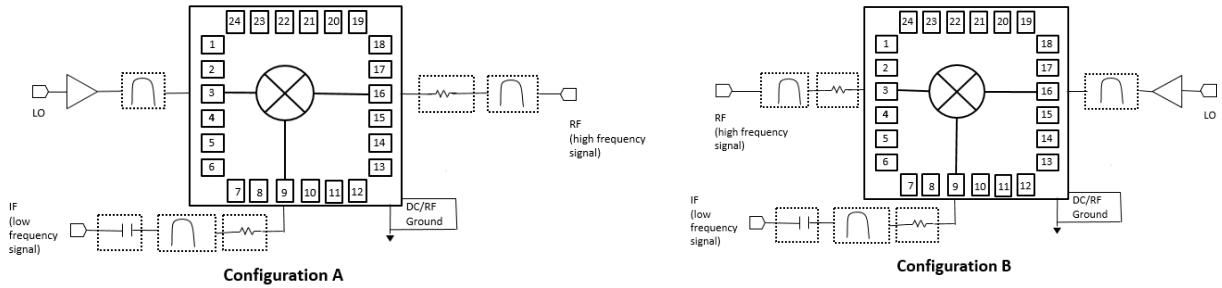 24 23 22 21 20 19
1
2
3
4
5
6
18
17
16
15
14
13
7 8 9 10 11 12
LO
RF
(high frequency
signal)
IF
(low
frequency
signal)
DC/RF
Ground
Configuration A
24 23 22 21 20 19
1
2
3
4
5
6
18
17
16
15
14
13
7 8 9 10 11 12
RF
(high frequency
signal)
LO
IF
(low
frequency
signal)
DC/RF
Ground
Configuration B